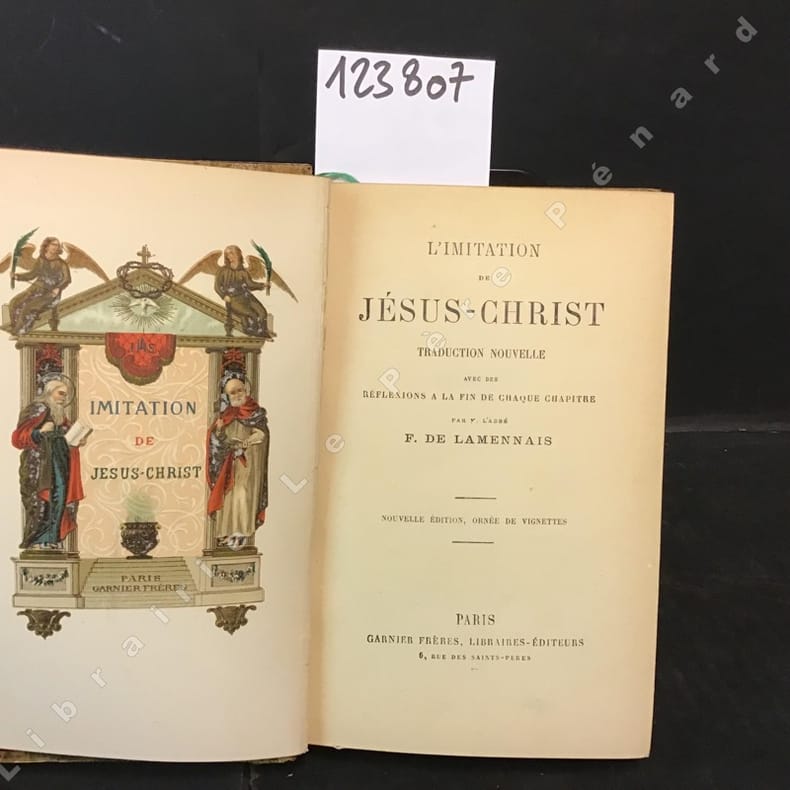 123807
IHS
IMITATION
DE
JESUS-CHRIST
PARIS
GARNIER FRÈRES
L'IMITATION
DE
JÉSUS-CHRIST
TRADUCTION NOUVELLE
AVEC DES
RÉFLEXIONS A LA FIN DE CHAQUE CHAPITRE
PAR L'ABBÉ
F. DE LAMENNAIS
NOUVELLE ÉDITION, ORNÉE DE VIGNETTES
PARIS
GARNIER FRÈRES, LIBRAIRES-ÉDITEURS
6, RUE DES SAINTS-PÈRES
Librairie Le Père Pénard